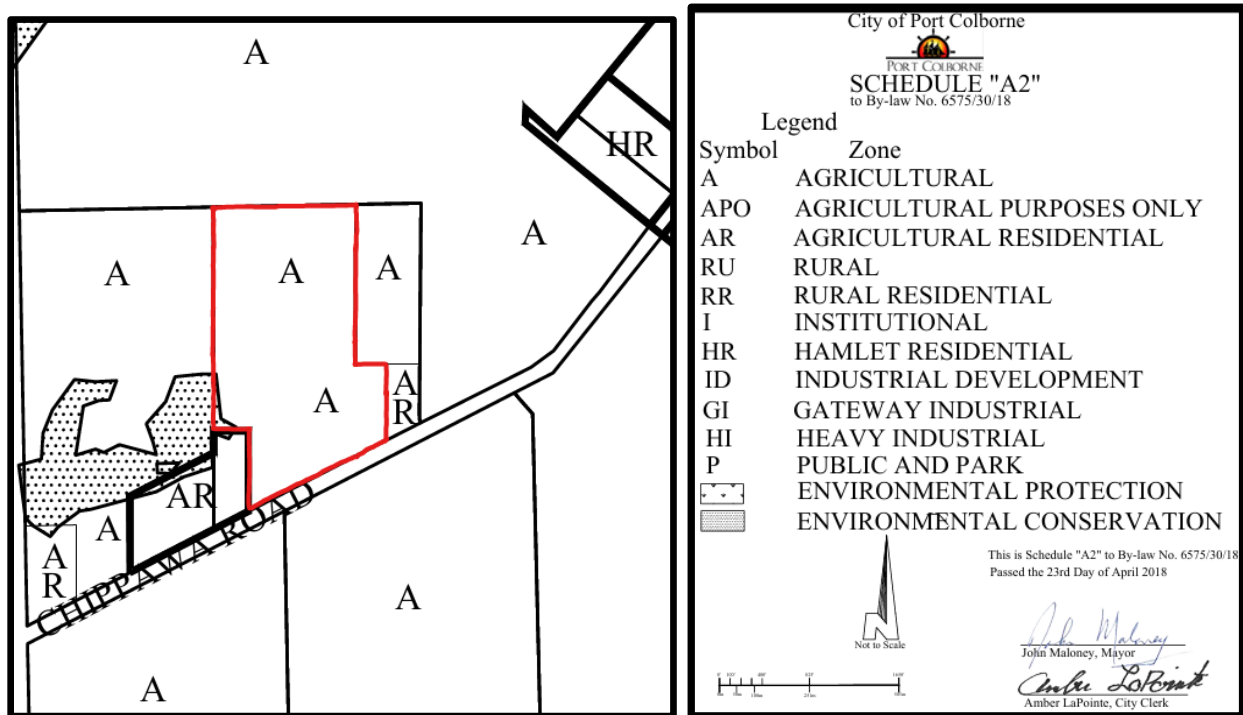 A
HR
A
A
A
A
A
A
R
AR
A
A
R
CHIPPAWA ROAD
A
A
City of Port Colborne
PORT COLBORNE
SCHEDULE "A2"
to By-law No. 6575/30/18
Legend
Symbol Zone
A AGRICULTURAL
APO AGRICULTURAL PURPOSES ONLY
AR AGRICULTURAL RESIDENTIAL
RU RURAL
RR RURAL RESIDENTIAL
I INSTITUTIONAL
HR HAMLET RESIDENTIAL
ID INDUSTRIAL DEVELOPMENT
GI GATEWAY INDUSTRIAL
HI HEAVY INDUSTRIAL
P PUBLIC AND PARK
ENVIRONMENTAL PROTECTION
ENVIRONMENTAL CONSERVATION
This is Schedule "A2" to By-law No. 6575/30/18
Passed the 23rd Day of April 2018
N
Not to Scale
John Maloney
John Maloney, Mayor
Amber LaPointe
Amber LaPointe, City Clerk